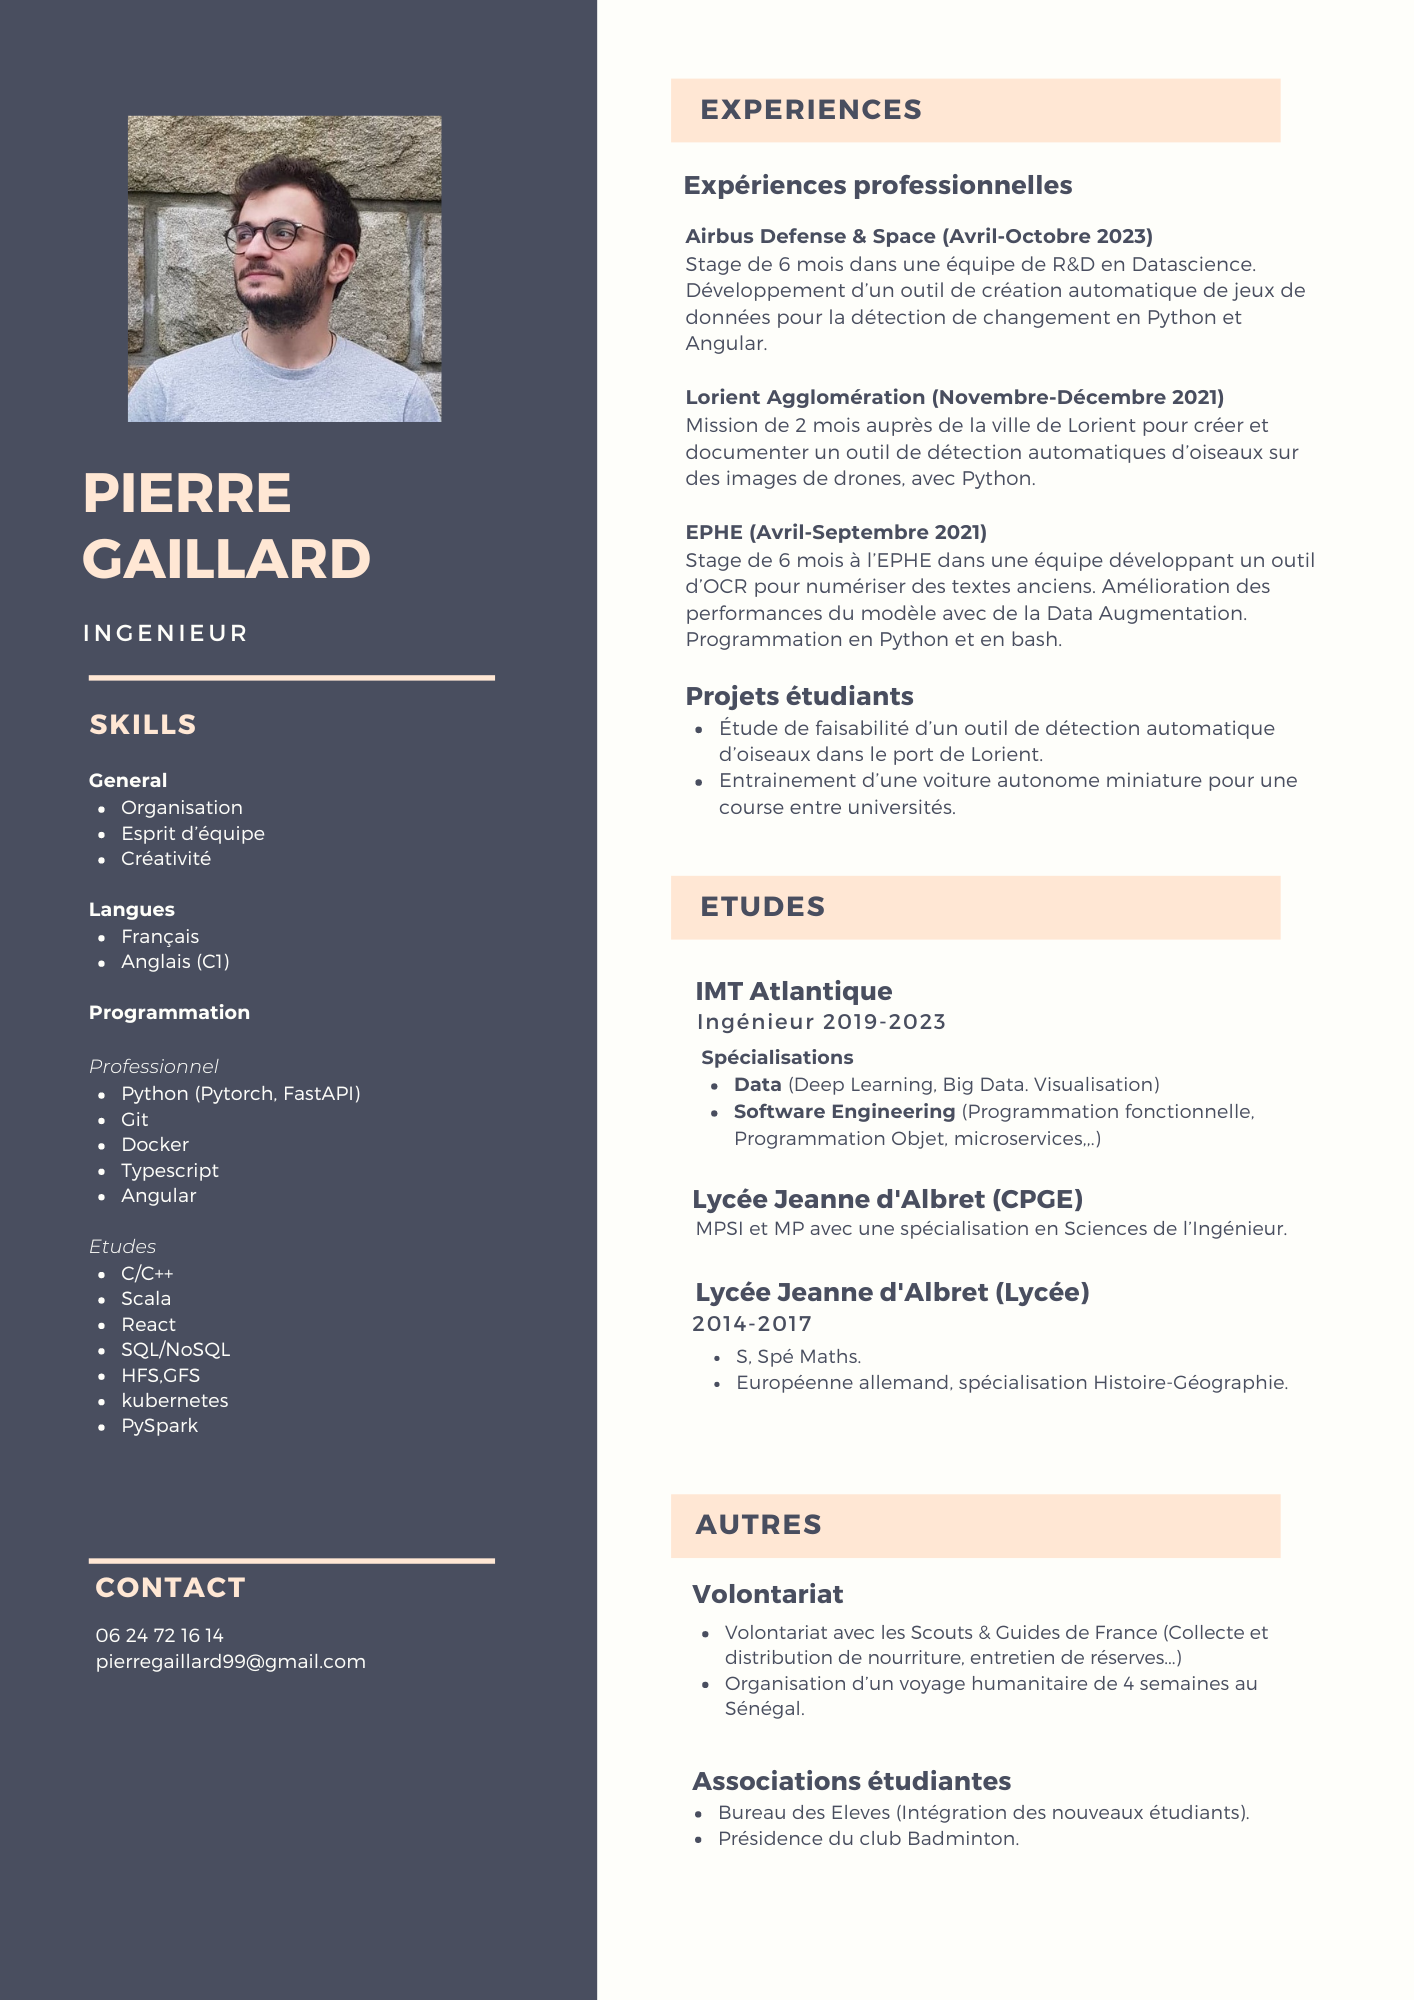 PIERRE
GAILLARD
INGENIEUR
SKILLS
General
• Organisation
• Esprit d'équipe
• Créativité
Langues
• Français
• Anglais (C1)
Programmation
Professionnel
• Python (Pytorch, FastAPI)
• Git
• Docker
• Typescript
• Angular
Etudes
• C/C++
• Scala
• React
• SQL/NoSQL
• HFS,GFS
• kubernetes
• PySpark
CONTACT
06 24 72 16 14
pierregaillard99@gmail.com
EXPERIENCES
Expériences professionnelles
Airbus Defense & Space (Avril-Octobre 2023)
Stage de 6 mois dans une équipe de R&D en Datascience.
Développement d'un outil de création automatique de jeux de
données pour la détection de changement en Python et
Angular.
Lorient Agglomération (Novembre-Décembre 2021)
Mission de 2 mois auprès de la ville de Lorient pour créer et
documenter un outil de détection automatiques d'oiseaux sur
des images de drones, avec Python.
EPHE (Avril-Septembre 2021)
Stage de 6 mois à l'EPHE dans une équipe développant un outil
d'OCR pour numériser des textes anciens. Amélioration des
performances du modèle avec de la Data Augmentation.
Programmation en Python et en bash.
Projets étudiants
• Étude de faisabilité d'un outil de détection automatique
d'oiseaux dans le port de Lorient.
• Entrainement d'une voiture autonome miniature pour une
course entre universités.
ETUDES
IMT Atlantique
Ingénieur 2019-2023
Spécialisations
• Data (Deep Learning, Big Data. Visualisation)
• Software Engineering (Programmation fonctionnelle,
Programmation Objet, microservices,,.)
Lycée Jeanne d'Albret (CPGE)
MPSI et MP avec une spécialisation en Sciences de l'Ingénieur.
Lycée Jeanne d'Albret (Lycée)
2014-2017
• S, Spé Maths.
• Européenne allemand, spécialisation Histoire-Géographie.
AUTRES
Volontariat
• Volontariat avec les Scouts & Guides de France (Collecte et
distribution de nourriture, entretien de réserves...)
• Organisation d'un voyage humanitaire de 4 semaines au
Sénégal.
Associations étudiantes
• Bureau des Eleves (Intégration des nouveaux étudiants).
• Présidence du club Badminton.